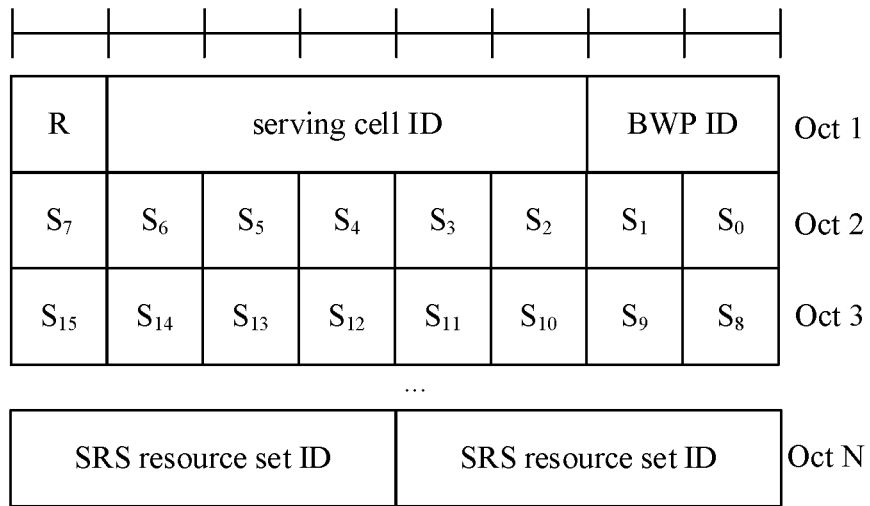 R serving cell ID BWP ID Oct 1
S₇ S₆ S₅ S₄ S₃ S₂ S₁ S₀ Oct 2
S₁₅ S₁₄ S₁₃ S₁₂ S₁₁ S₁₀ S₉ S₈ Oct 3
...
SRS resource set ID SRS resource set ID Oct N